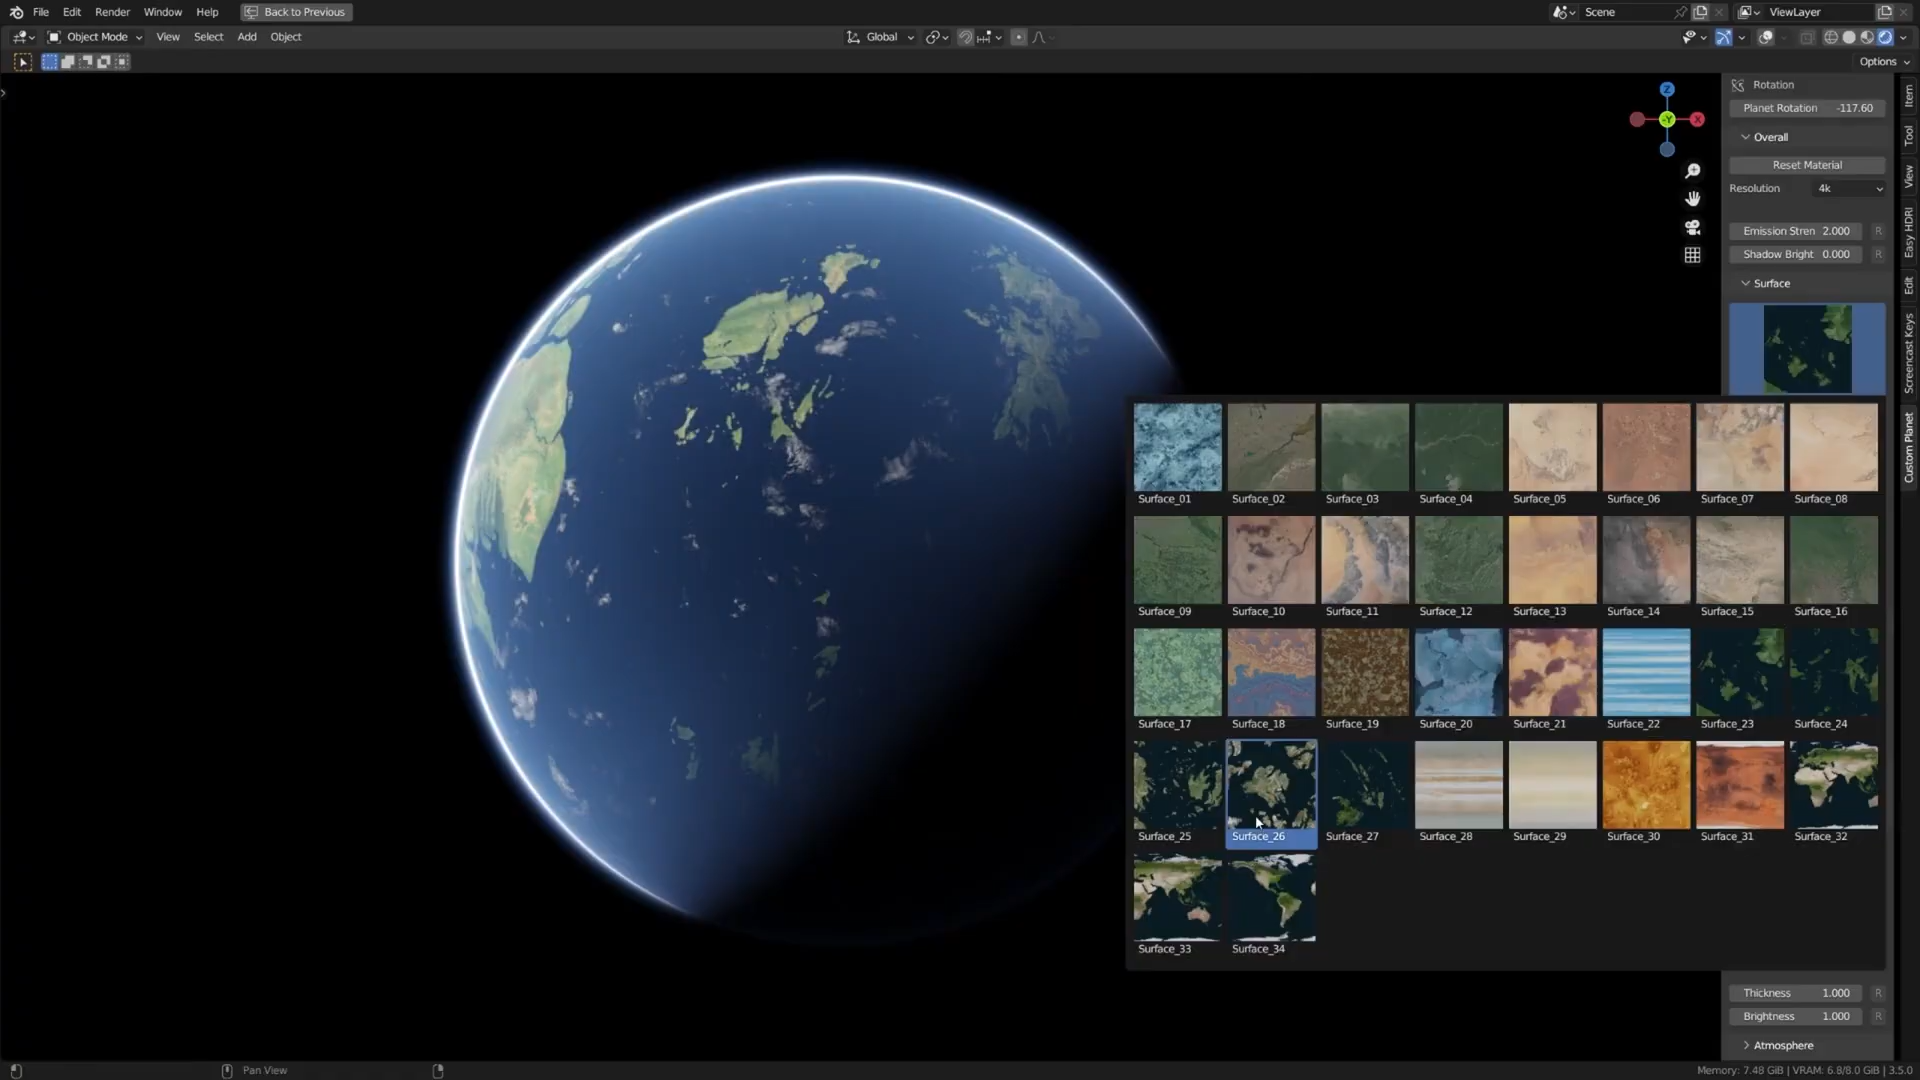 File Edit Render Window Help Back to Previous Scene ViewLayer
Object Mode View Select Add Object Global
Options
Z
Y
X
Rotation
Planet Rotation -117.60
Overall
Reset Material
Resolution 4k
Emission Stren 2.000 R
Shadow Bright 0.000 R
Surface
Item
Tool
View
Easy HDRI
Edit
Screencast Keys
Custom Planet
Surface_01 Surface_02 Surface_03 Surface_04 Surface_05 Surface_06 Surface_07 Surface_08
Surface_09 Surface_10 Surface_11 Surface_12 Surface_13 Surface_14 Surface_15 Surface_16
Surface_17 Surface_18 Surface_19 Surface_20 Surface_21 Surface_22 Surface_23 Surface_24
Surface_25 Surface_26 Surface_27 Surface_28 Surface_29 Surface_30 Surface_31 Surface_32
Surface_33 Surface_34
Thickness 1.000 R
Brightness 1.000 R
Atmosphere
Pan View Memory: 7.48 GiB | VRAM: 6.8/8.0 GiB | 3.5.0